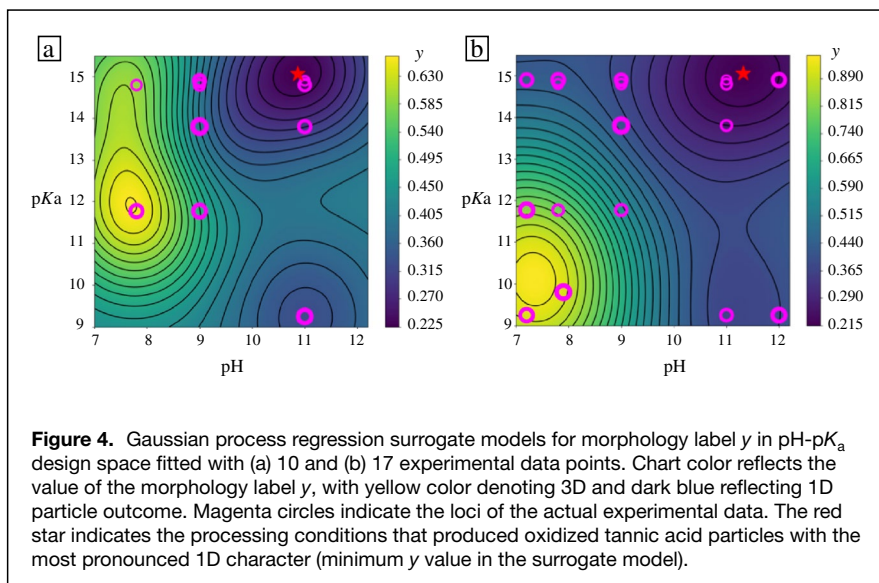 a
y
15
14
13
12
11
10
9
pKa
7 8 9 10 11 12
pH
0.630
0.585
0.540
0.495
0.450
0.405
0.360
0.315
0.270
0.225
b
y
15
14
13
12
11
10
9
pKa
7 8 9 10 11 12
pH
0.890
0.815
0.740
0.665
0.590
0.515
0.440
0.365
0.290
0.215
Figure 4. Gaussian process regression surrogate models for morphology label y in pH-pKa
design space fitted with (a) 10 and (b) 17 experimental data points. Chart color reflects the
value of the morphology label y, with yellow color denoting 3D and dark blue reflecting 1D
particle outcome. Magenta circles indicate the loci of the actual experimental data. The red
star indicates the processing conditions that produced oxidized tannic acid particles with the
most pronounced 1D character (minimum y value in the surrogate model).